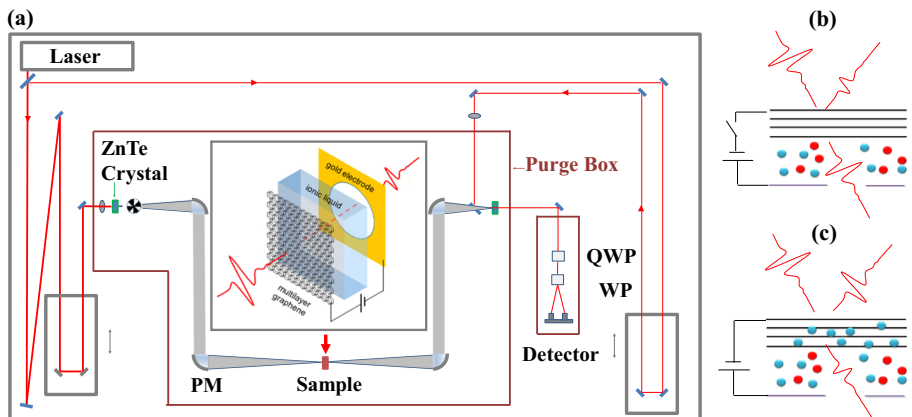 (a)
Laser
ZnTe
Crystal
gold electrode
ionic liquid
multilayer
graphene
Purge Box
QWP
WP
Detector
PM
Sample
(b)
(c)